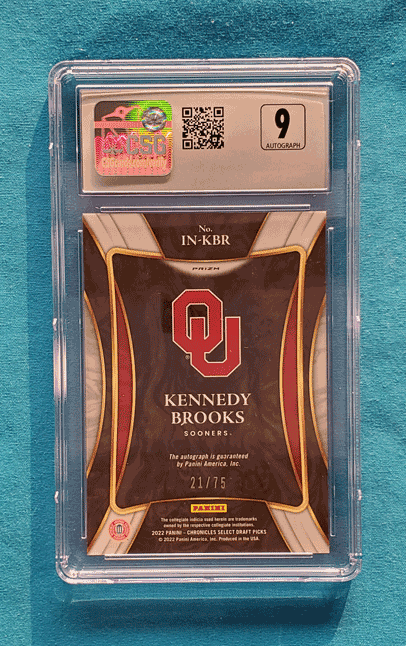 CSG
9
AUTOGRAPH
No.
IN-KBR
PRIZM
OU
KENNEDY
BROOKS
SOONERS.
The autograph is guaranteed
by Panini America, Inc.
21/75
PANINI
The collegiate indicia used herein are trademarks
owned by the respective collegiate institutions.
2022 PANINI - CHRONICLES SELECT DRAFT PICKS
© 2022 Panini America, Inc. Produced in the USA.